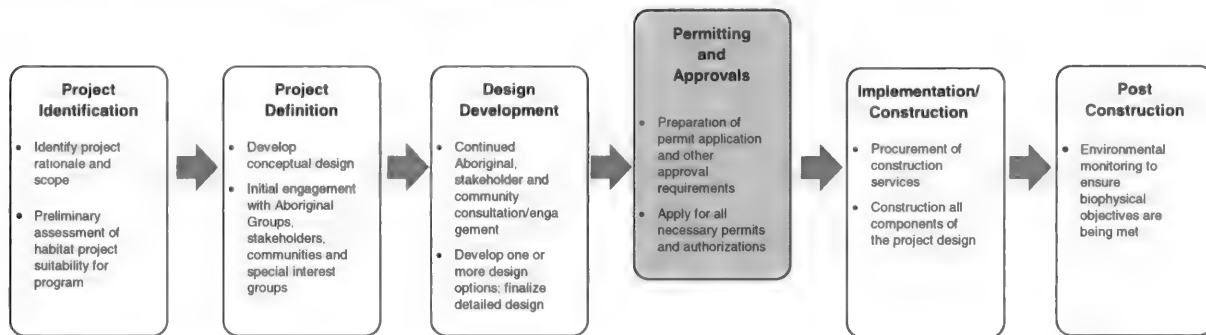 Project
Identification
• Identify project
rationale and
scope
• Preliminary
assessment of
habitat project
suitability for
program
Project
Definition
• Develop
conceptual design
• Initial engagement
with Aboriginal
Groups,
stakeholders,
communities and
special interest
groups
Design
Development
• Continued
Aboriginal,
stakeholder and
community
consultation/enga
gement
• Develop one or
more design
options; finalize
detailed design
Permitting
and
Approvals
• Preparation of
permit application
and other
approval
requirements
• Apply for all
necessary permits
and authorizations
Implementation/
Construction
• Procurement of
construction
services
• Construction all
components of
the project design
Post
Construction
• Environmental
monitoring to
ensure
biophysical
objectives are
being met